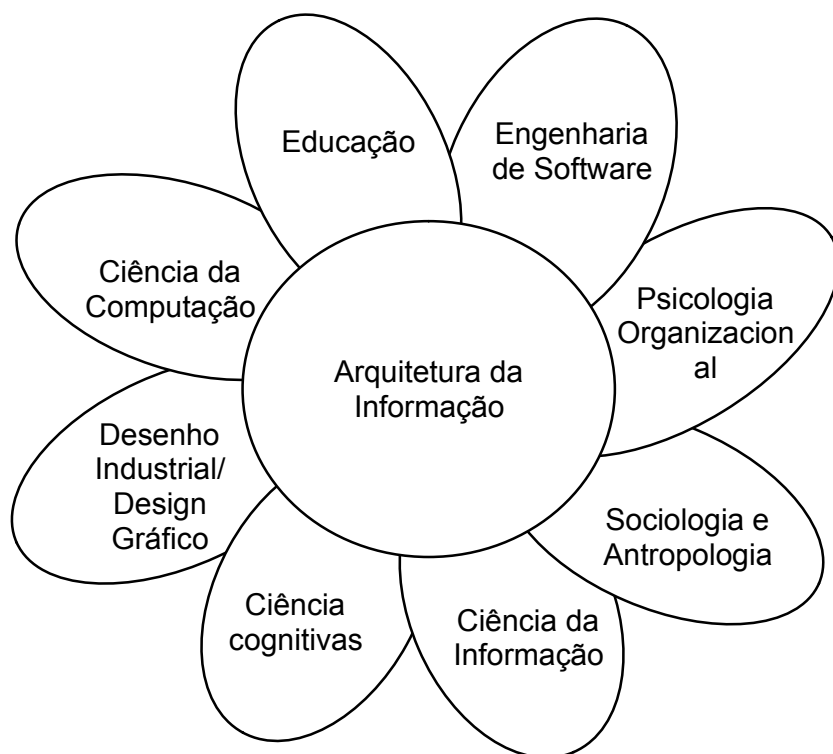 Educação
Engenharia
de Software
Ciência da
Computação
Psicologia
Organizacion
al
Arquitetura da
Informação
Desenho
Industrial/
Design
Gráfico
Sociologia e
Antropologia
Ciência
cognitivas
Ciência da
Informação